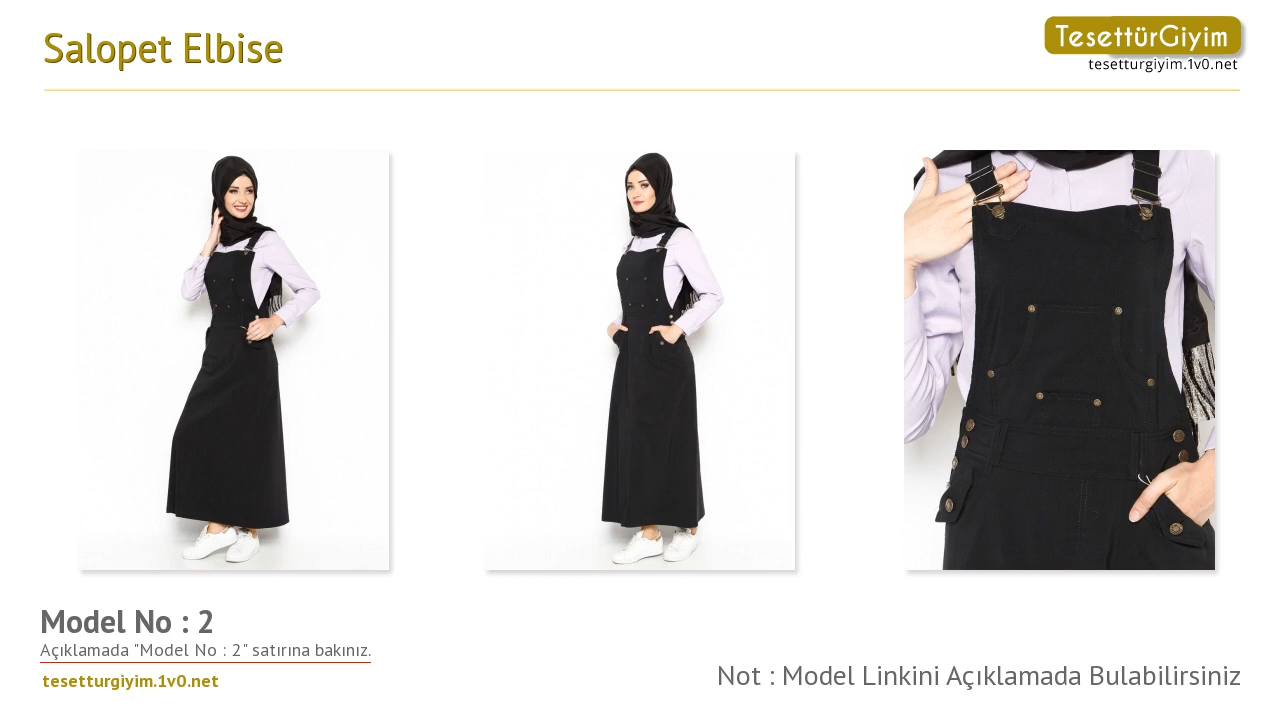 Salopet Elbise
TesettürGiyim
tesetturgiyim.1v0.net
Model No : 2
Açıklamada "Model No : 2" satırına bakınız.
tesetturgiyim.1v0.net
Not : Model Linkini Açıklamada Bulabilirsiniz